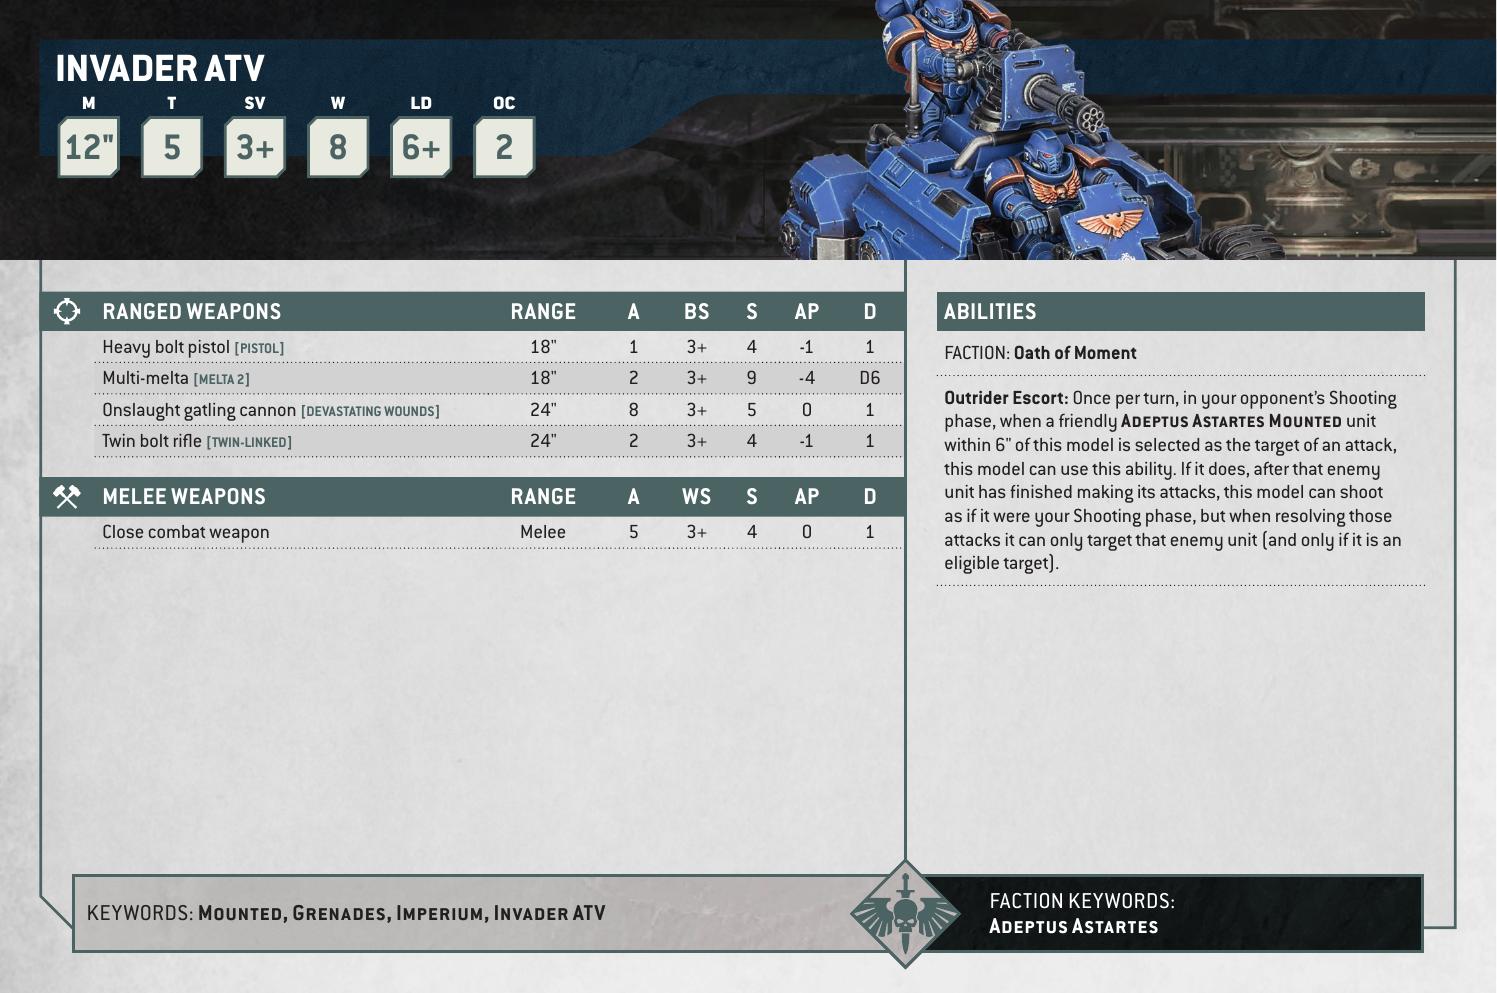 INVADER ATV
M T SV W LD OC
12" 5 3+ 8 6+ 2
RANGED WEAPONS RANGE A BS S AP D
Heavy bolt pistol [PISTOL] 18" 1 3+ 4 -1 1
Multi-melta [MELTA 2] 18" 2 3+ 9 -4 D6
Onslaught gatling cannon [DEVASTATING WOUNDS] 24" 8 3+ 5 0 1
Twin bolt rifle [TWIN-LINKED] 24" 2 3+ 4 -1 1
MELEE WEAPONS RANGE A WS S AP D
Close combat weapon Melee 5 3+ 4 0 1
ABILITIES
FACTION: Oath of Moment
Outrider Escort: Once per turn, in your opponent's Shooting
phase, when a friendly ADEPTUS ASTARTES MOUNTED unit
within 6" of this model is selected as the target of an attack,
this model can use this ability. If it does, after that enemy
unit has finished making its attacks, this model can shoot
as if it were your Shooting phase, but when resolving those
attacks it can only target that enemy unit (and only if it is an
eligible target).
KEYWORDS: MOUNTED, GRENADES, IMPERIUM, INVADER ATV
FACTION KEYWORDS:
ADEPTUS ASTARTES